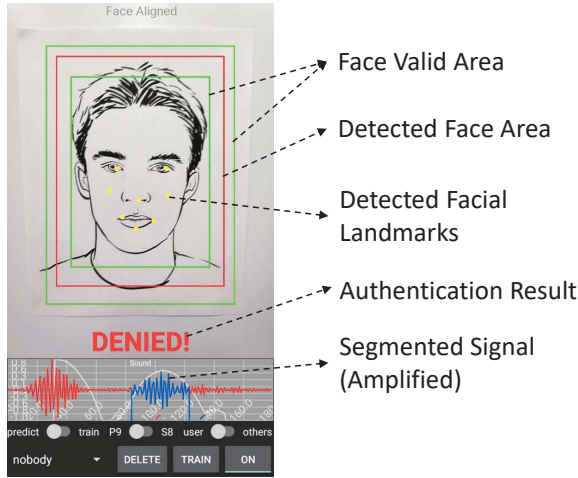 Face Aligned
Face Valid Area
Detected Face Area
Detected Facial
Landmarks
Authentication Result
DENIED!
Segmented Signal
(Amplified)
Sound
predict train P9 S8 user others
nobody DELETE TRAIN ON